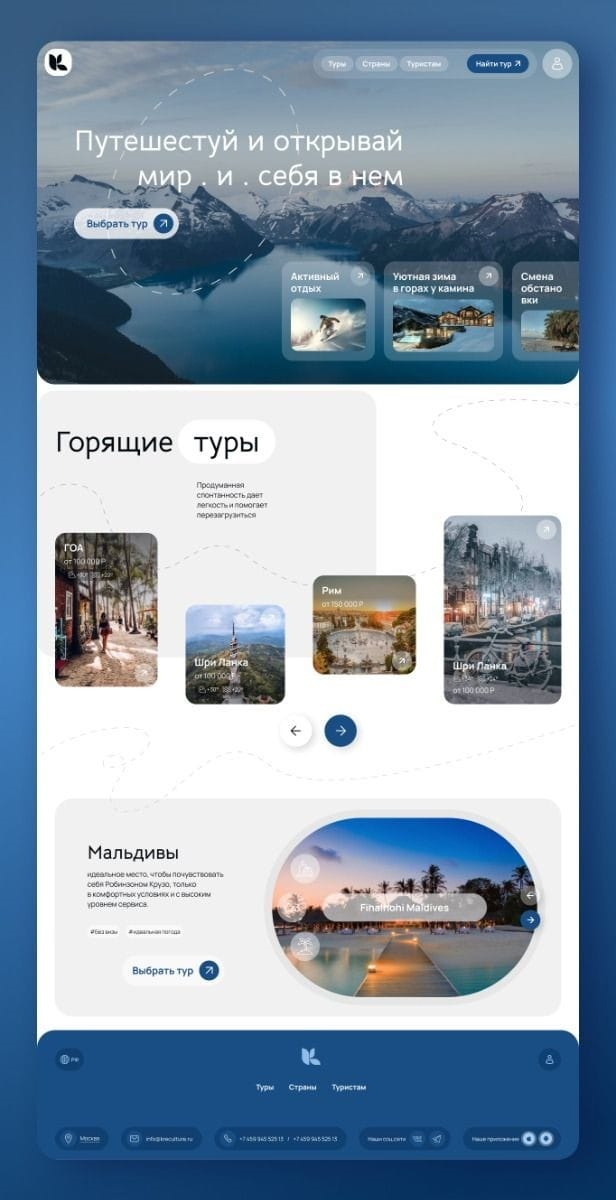 Туры Страны Туристам Найти тур
Путешестуй и открывай
мир . и . себя в нем
Выбрать тур
Активный
отдых
Уютная зима
в горах у камина
Смена
обстано
вки
Горящие туры
Продуманная
спонтанность дает
легкость и помогает
перезагрузиться
ГОА
от 100 000 Р
Шри Ланка
от 100 000 Р
Рим
от 150 000 Р
Шри Ланка
от 100 000 Р
Мальдивы
идеальное место, чтобы почувствовать
себя Робинзоном Крузо, только
в комфортных условиях и с высоким
уровнем сервиса.
#без визы #идеальная погода
Выбрать тур
Finalhohi Maldives
РФ
Туры Страны Туристам
Москва
+7 459 945 525 13 / +7 459 945 525 13
Наши соц.сети
Наше приложение